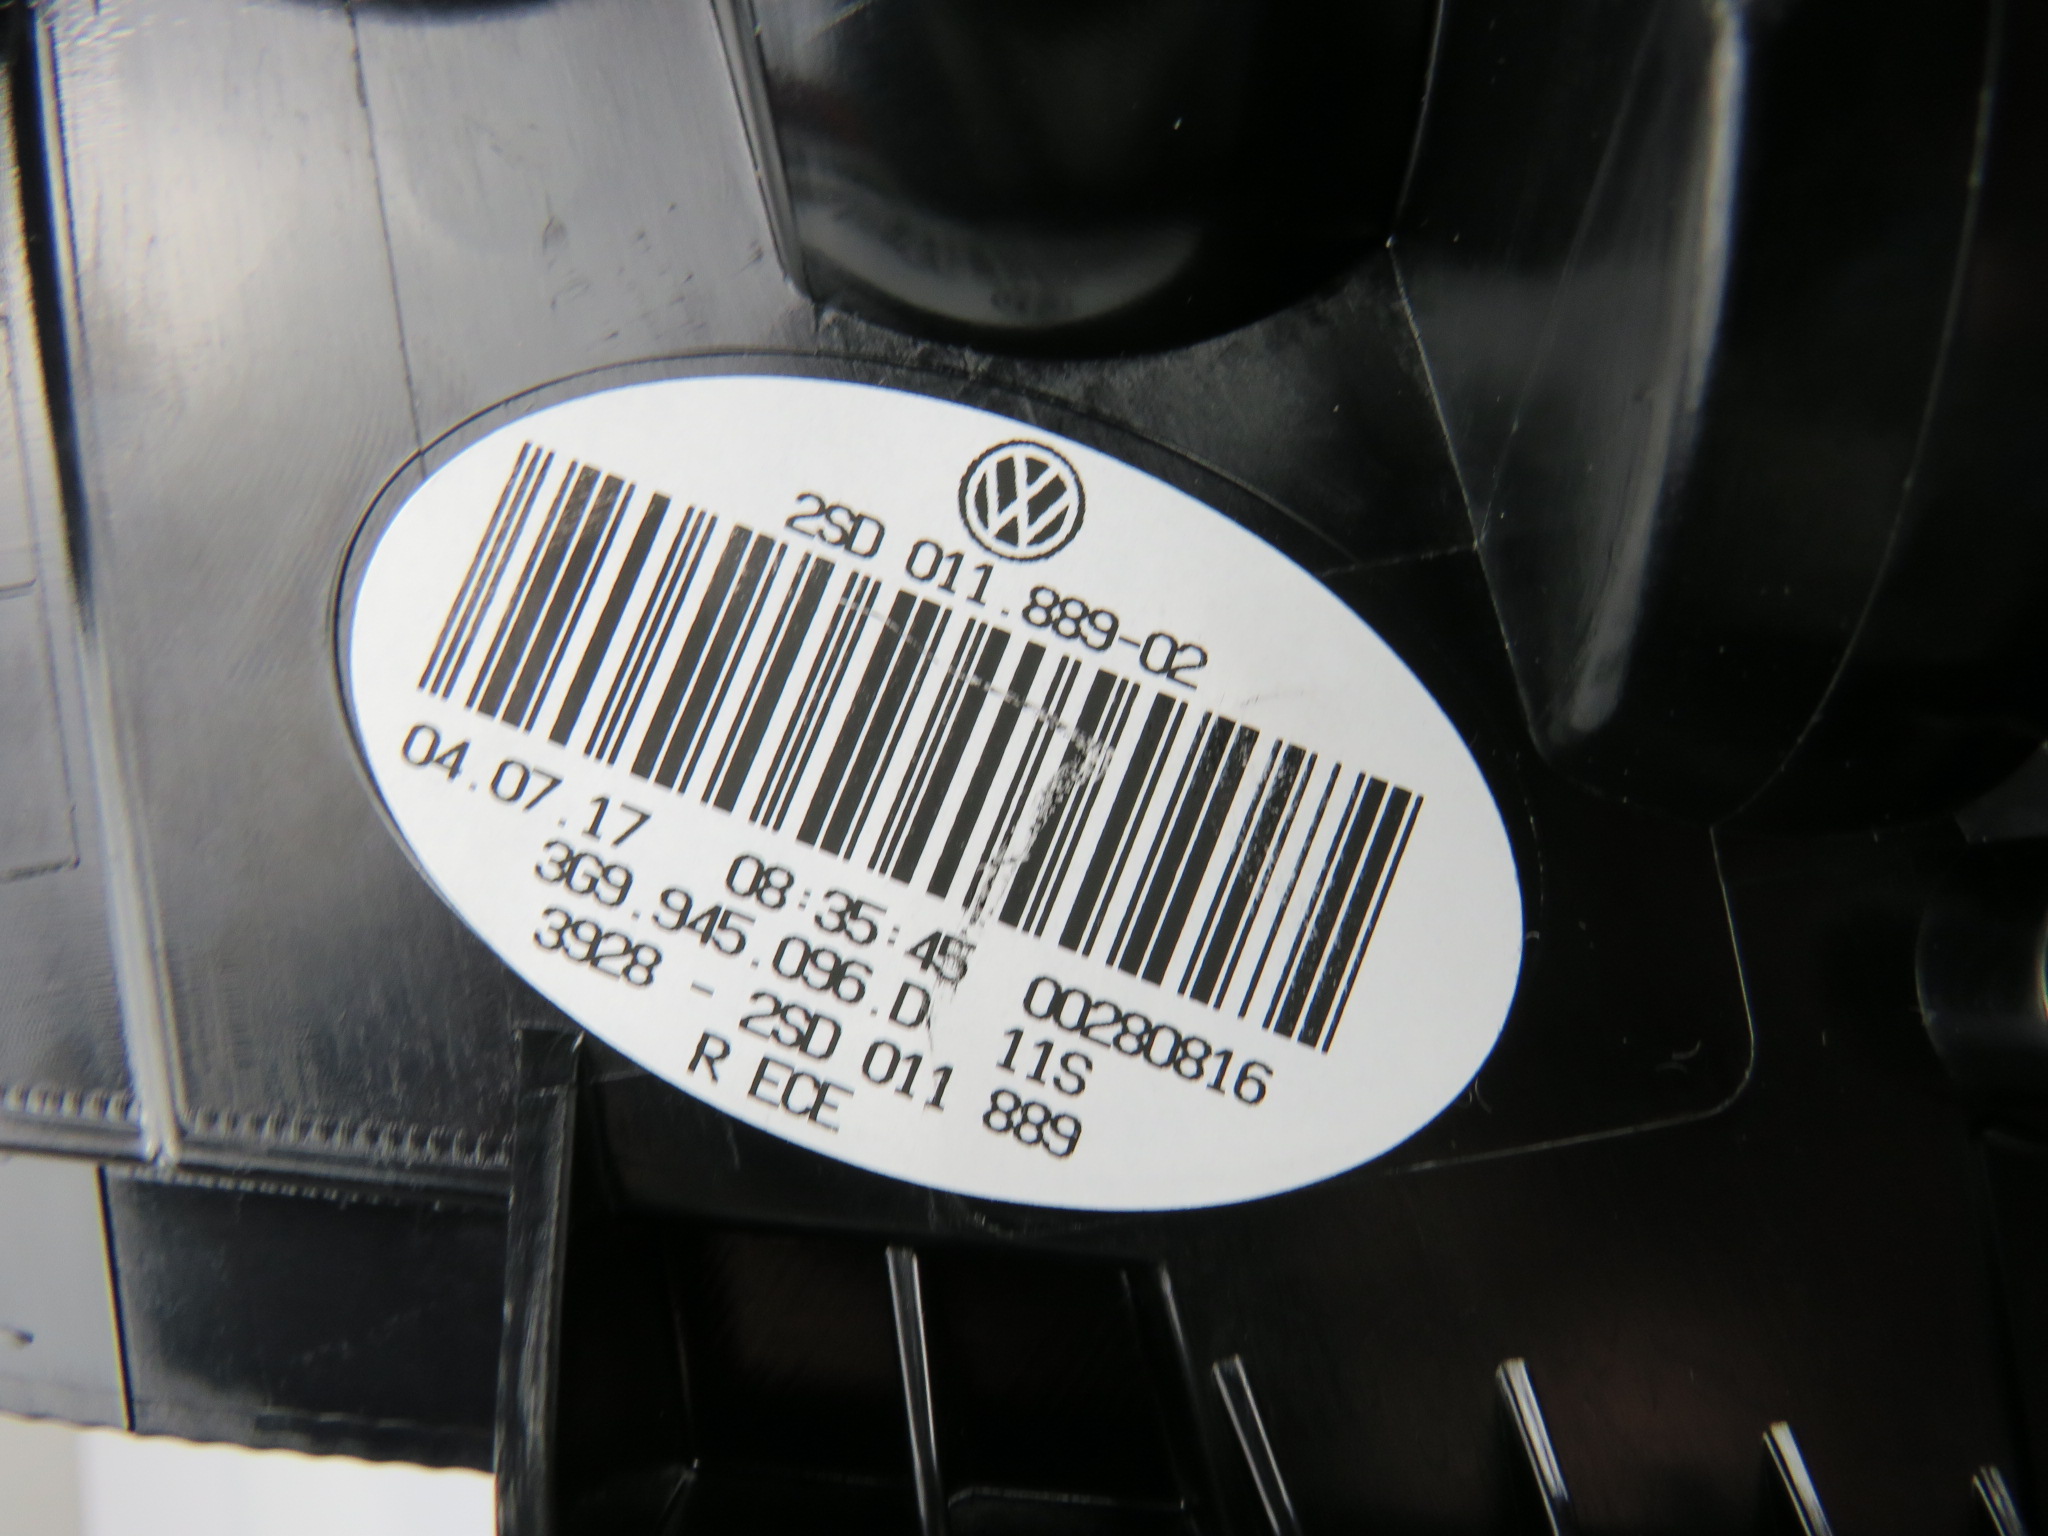 2SD 011.889-02
04.07.17 08:35:45 00280816
3G9.945.096.D 11S
3928 - 2SD 011 889
R ECE